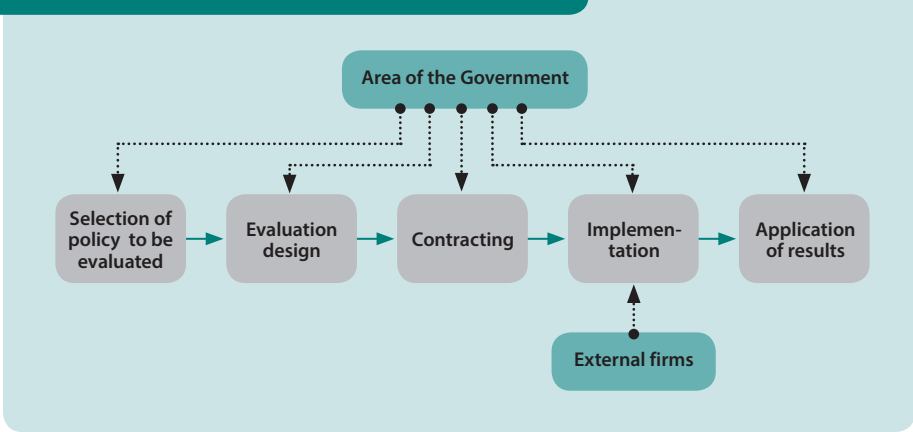 Area of the Government
Selection of
policy to be
evaluated
Evaluation
design
Contracting
Implemen-
tation
Application
of results
External firms